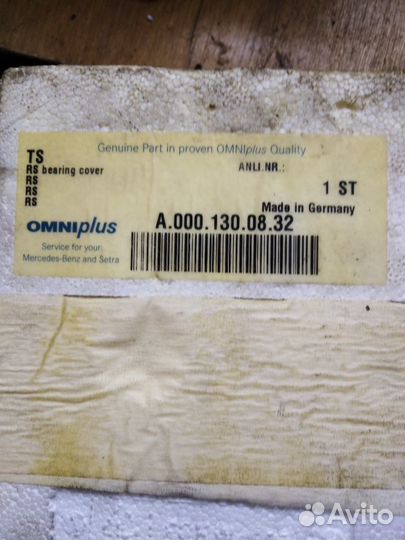 Genuine Part in proven OMNIplus Quality
TS
RS bearing cover
RS
RS
RS
ANLI.NR.:
1 ST
Made in Germany
OMNIplus
A.000.130.08.32
Service for your
Mercedes-Benz and Setra
Avito